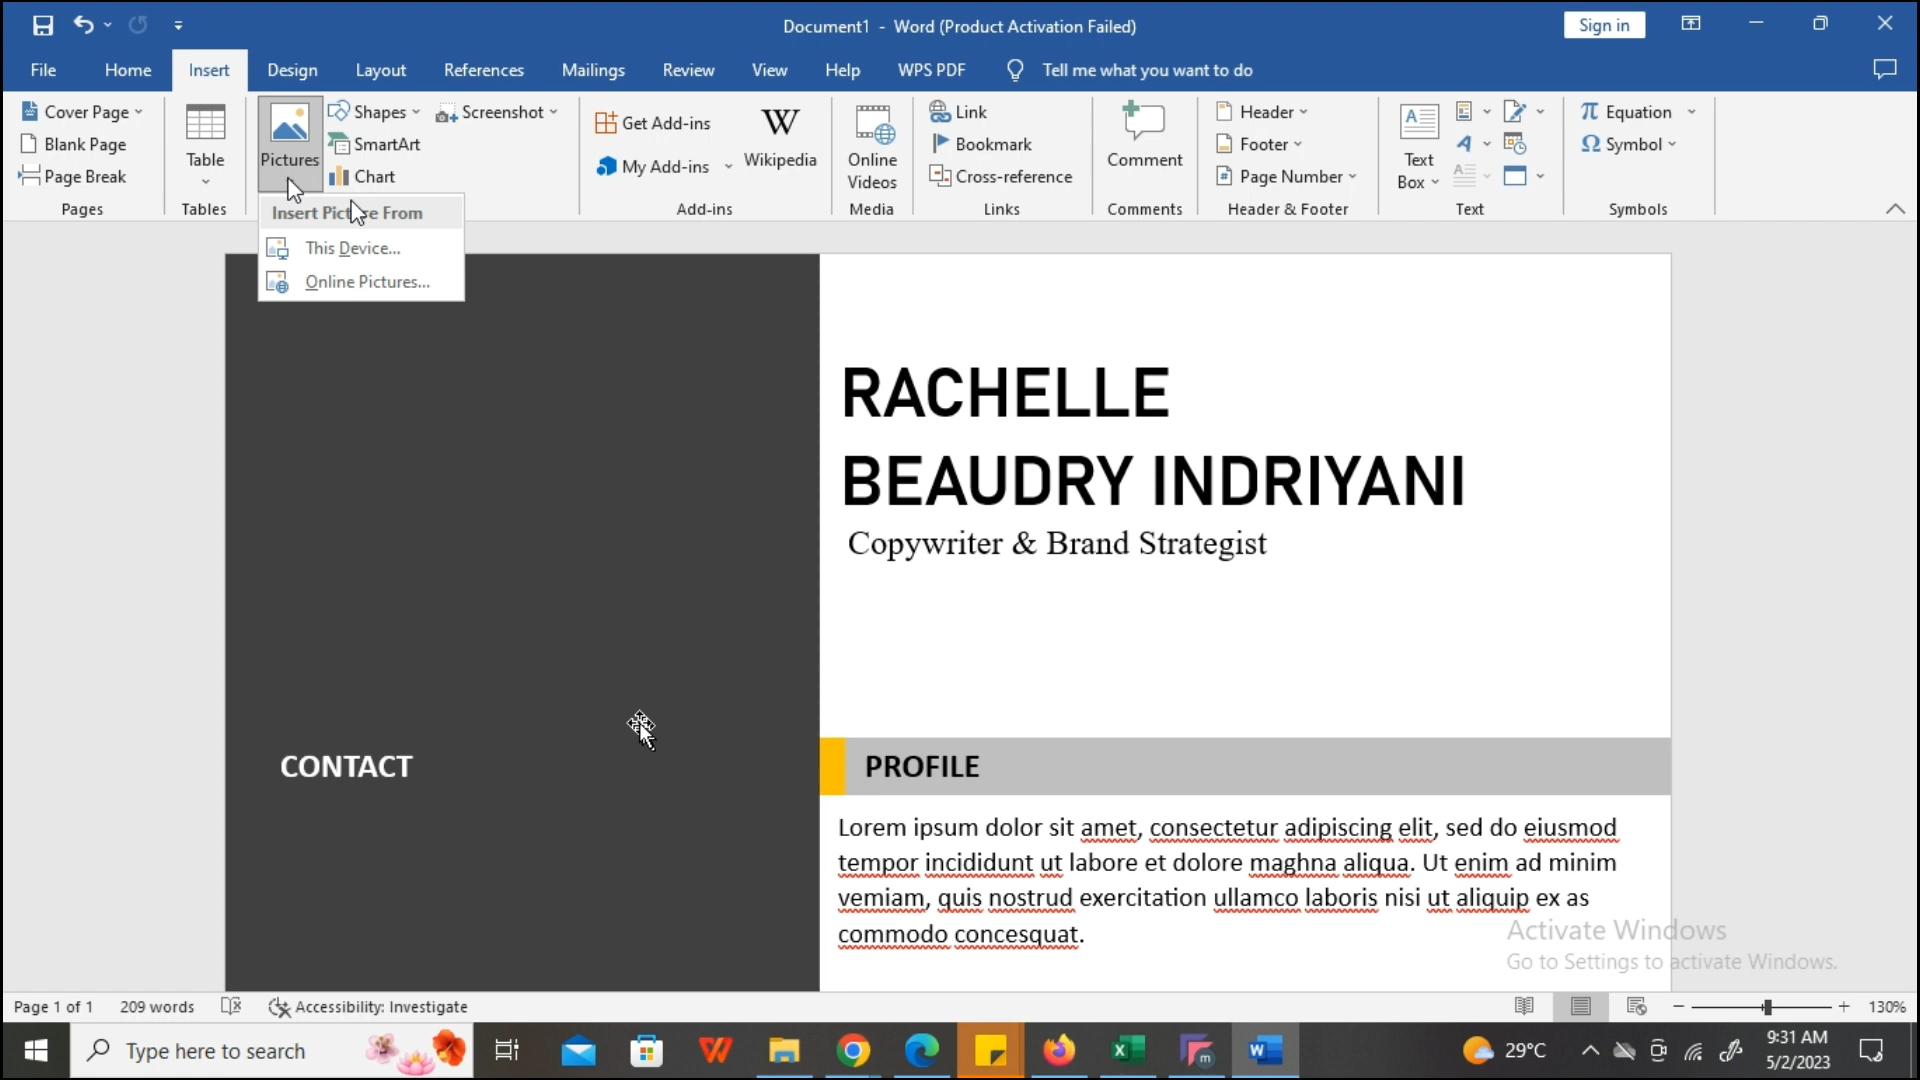 Document1 - Word (Product Activation Failed)
Sign in
File Home Insert Design Layout References Mailings Review View Help WPS PDF Tell me what you want to do
Cover Page
Blank Page
Page Break
Pages
Table
Tables
Pictures
Shapes
SmartArt
Chart
Screenshot
Get Add-ins
My Add-ins
Wikipedia
Add-ins
Online
Videos
Media
Link
Bookmark
Cross-reference
Links
Comment
Comments
Header
Footer
Page Number
Header & Footer
Text
Box
Text
Equation
Symbol
Symbols
Insert Picture From
This Device...
Online Pictures...
RACHELLE
BEAUDRY INDRIYANI
Copywriter & Brand Strategist
CONTACT
PROFILE
Lorem ipsum dolor sit amet, consectetur adipiscing elit, sed do eiusmod
tempor incididunt ut labore et dolore maghna aliqua. Ut enim ad minim
vemiam, quis nostrud exercitation ullamco laboris nisi ut aliquip ex as
commodo concesquat.
Activate Windows
Go to Settings to activate Windows.
Page 1 of 1 209 words Accessibility: Investigate 130%
Type here to search
29°C
9:31 AM
5/2/2023